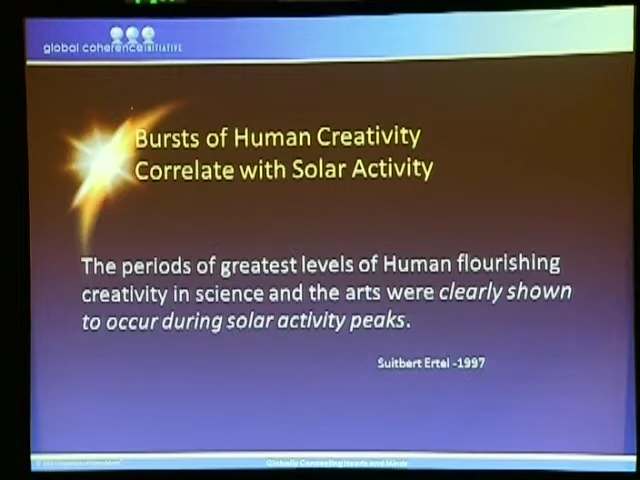 global coherence INITIATIVE
Bursts of Human Creativity
Correlate with Solar Activity
The periods of greatest levels of Human flourishing
creativity in science and the arts were clearly shown
to occur during solar activity peaks.
Suitbert Ertel -1997
Globally Connecting Hearts and Minds